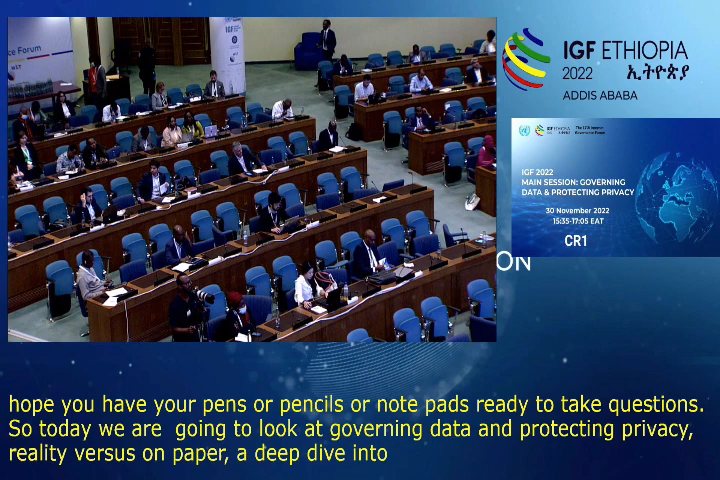 ce Forum
IGF ETHIOPIA
2022 ኢትዮጵያ
ADDIS ABABA
IGF 2022
MAIN SESSION: GOVERNING
DATA & PROTECTING PRIVACY
30 November 2022
15:35-17:05 EAT
CR1
ON
hope you have your pens or pencils or note pads ready to take questions.
So today we are going to look at governing data and protecting privacy,
reality versus on paper, a deep dive into